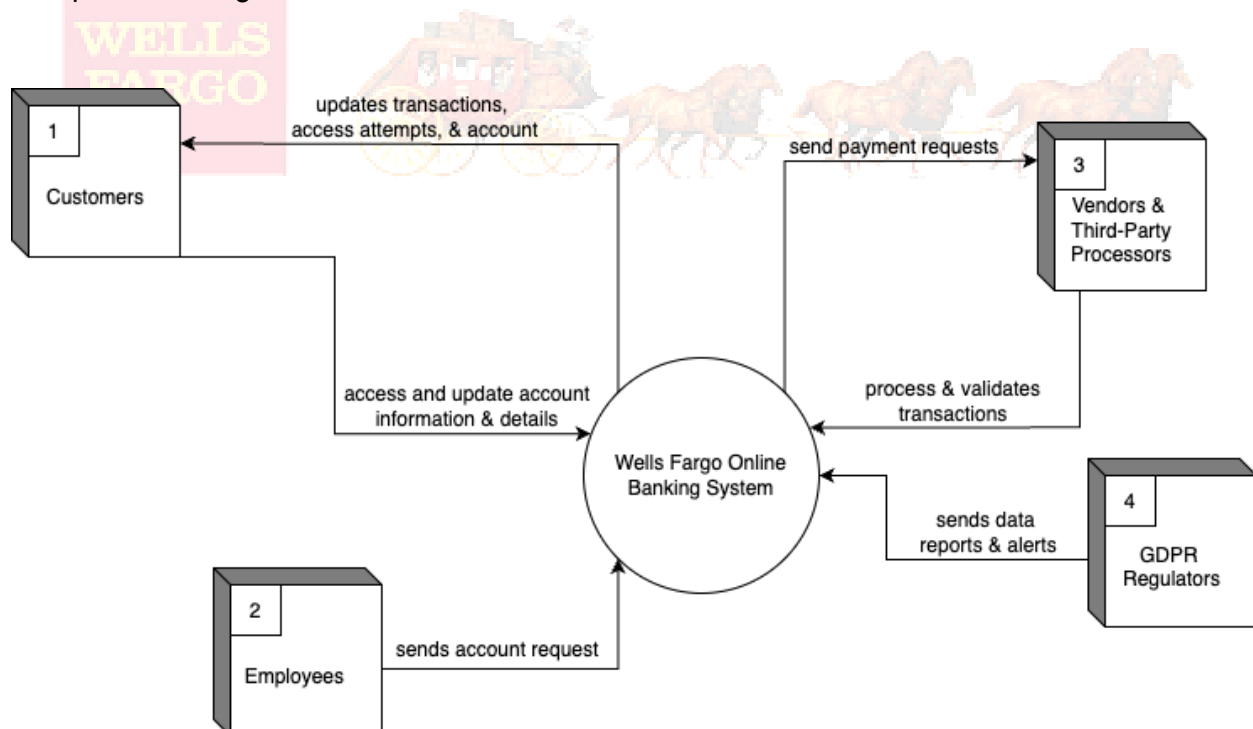 WELLS
FARGO
1
Customers
updates transactions,
access attempts, & account
send payment requests
3
Vendors &
Third-Party
Processors
access and update account
information & details
process & validates
transactions
Wells Fargo Online
Banking System
4
GDPR
Regulators
sends data
reports & alerts
2
Employees
sends account request